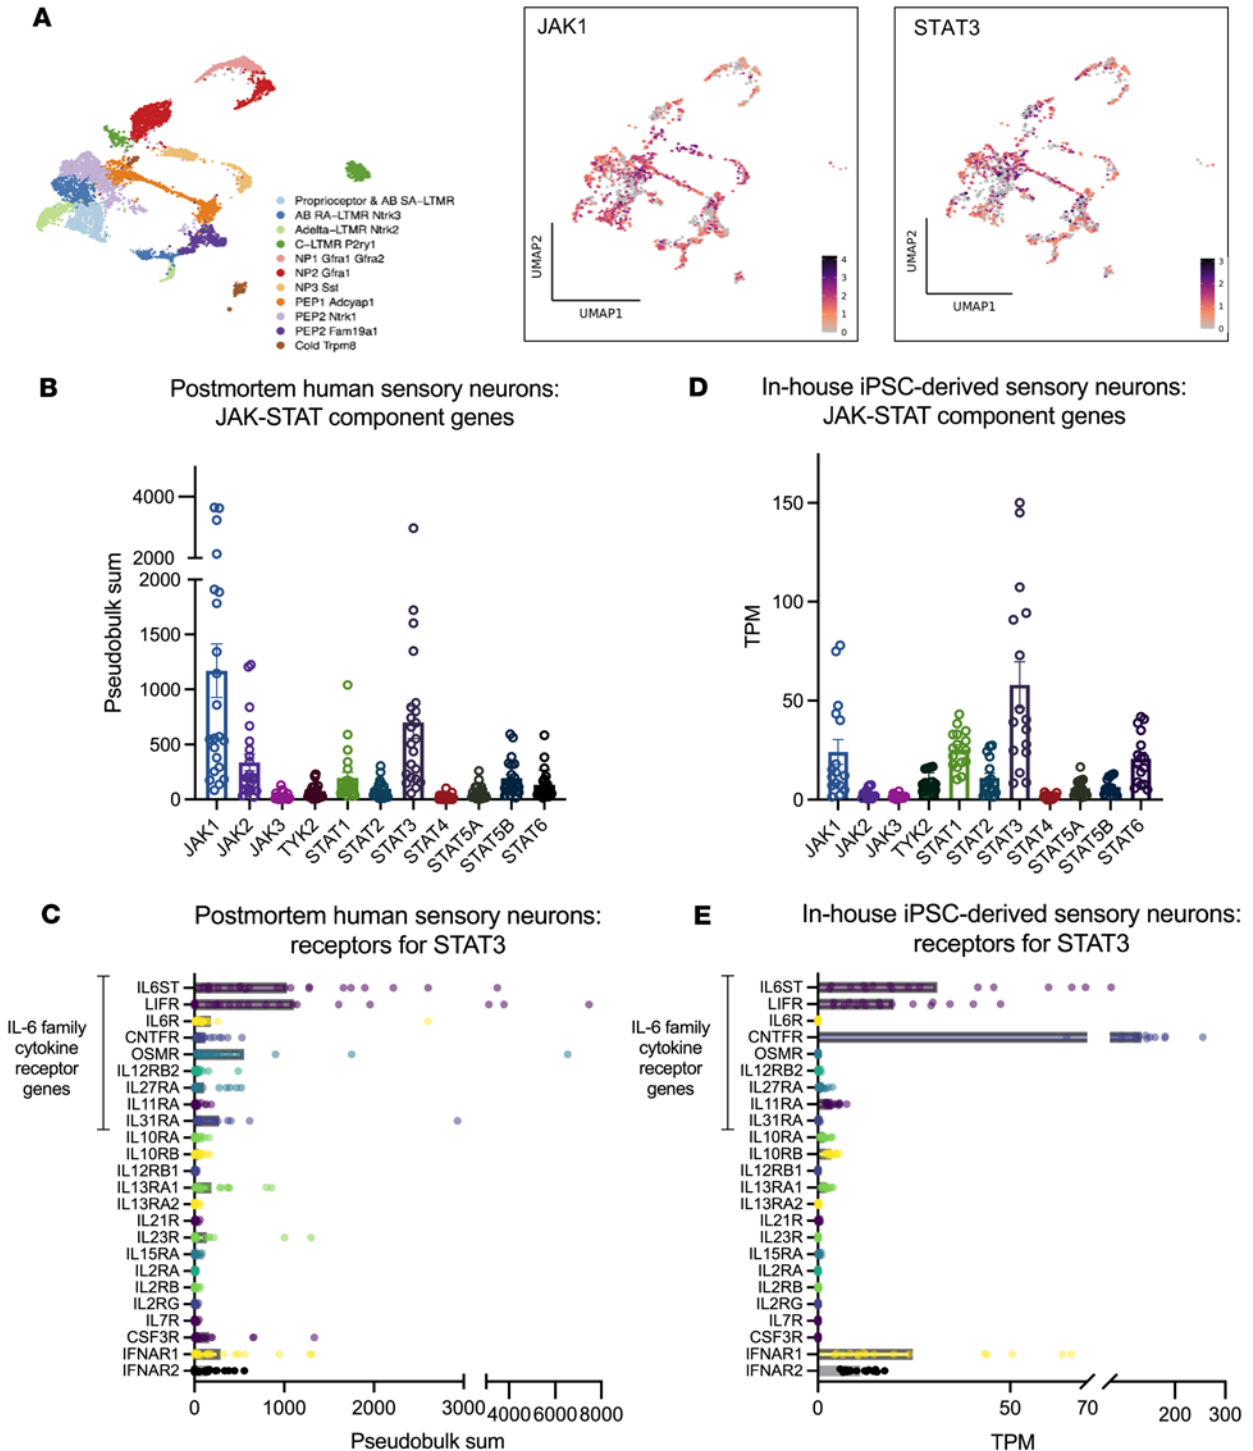 A
Proprioceptor & AB SA-LTMR
AB RA-LTMR Ntrk3
Adelta-LTMR Ntrk2
C-LTMR P2ry1
NP1 Gfra1 Gfra2
NP2 Gfra1
NP3 Sst
PEP1 Adcyap1
PEP2 Ntrk1
PEP2 Fam19a1
Cold Trpm8
JAK1
UMAP2
UMAP1
4
3
2
1
0
STAT3
UMAP2
UMAP1
3
2
1
0
B
Postmortem human sensory neurons:
JAK-STAT component genes
Pseudobulk sum
4000
2000
2000
1500
1000
500
0
JAK1
JAK2
JAK3
TYK2
STAT1
STAT2
STAT3
STAT4
STAT5A
STAT5B
STAT6
D
In-house iPSC-derived sensory neurons:
JAK-STAT component genes
TPM
150
100
50
0
JAK1
JAK2
JAK3
TYK2
STAT1
STAT2
STAT3
STAT4
STAT5A
STAT5B
STAT6
C
Postmortem human sensory neurons:
receptors for STAT3
IL-6 family
cytokine
receptor
genes
IL6ST
LIFR
IL6R
CNTFR
OSMR
IL12RB2
IL27RA
IL11RA
IL31RA
IL10RA
IL10RB
IL12RB1
IL13RA1
IL13RA2
IL21R
IL23R
IL15RA
IL2RA
IL2RB
IL2RG
IL7R
CSF3R
IFNAR1
IFNAR2
0 1000 2000 3000 4000 6000 8000
Pseudobulk sum
E
In-house iPSC-derived sensory neurons:
receptors for STAT3
IL-6 family
cytokine
receptor
genes
IL6ST
LIFR
IL6R
CNTFR
OSMR
IL12RB2
IL27RA
IL11RA
IL31RA
IL10RA
IL10RB
IL12RB1
IL13RA1
IL13RA2
IL21R
IL23R
IL15RA
IL2RA
IL2RB
IL2RG
IL7R
CSF3R
IFNAR1
IFNAR2
0 50 70 200 300
TPM